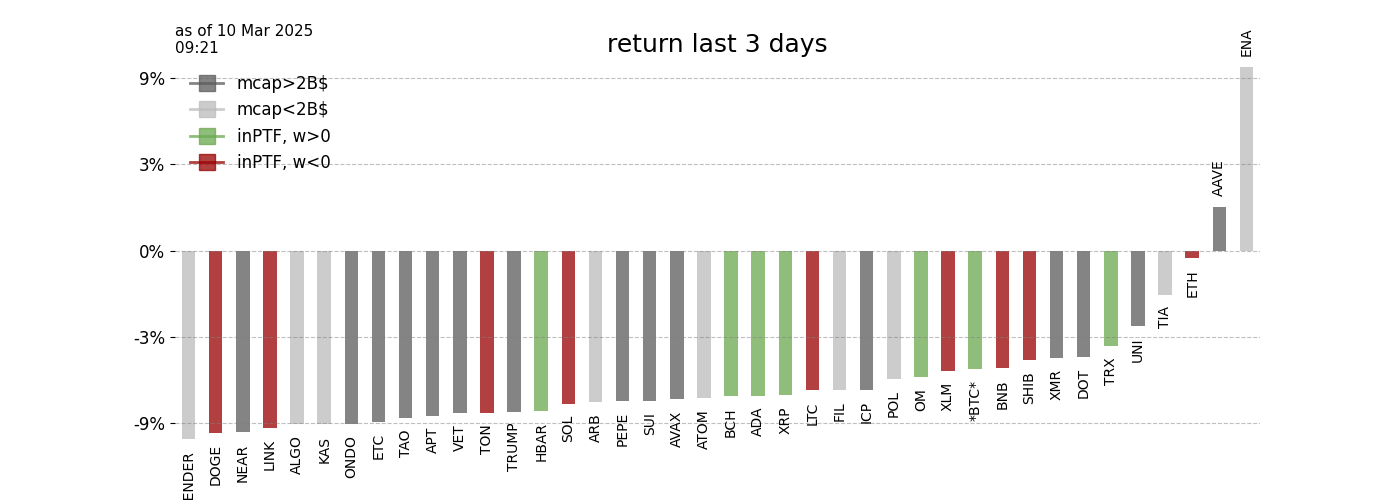 as of 10 Mar 2025
09:21
return last 3 days
mcap>2B$
mcap<2B$
inPTF, w>0
inPTF, w<0
9%
3%
0%
-3%
-9%
ENDER
DOGE
NEAR
LINK
ALGO
KAS
ONDO
ETC
TAO
APT
VET
TON
TRUMP
HBAR
SOL
ARB
PEPE
SUI
AVAX
ATOM
BCH
ADA
XRP
LTC
FIL
ICP
POL
OM
XLM
*BTC*
BNB
SHIB
XMR
DOT
TRX
UNI
TIA
ETH
AAVE
ENA